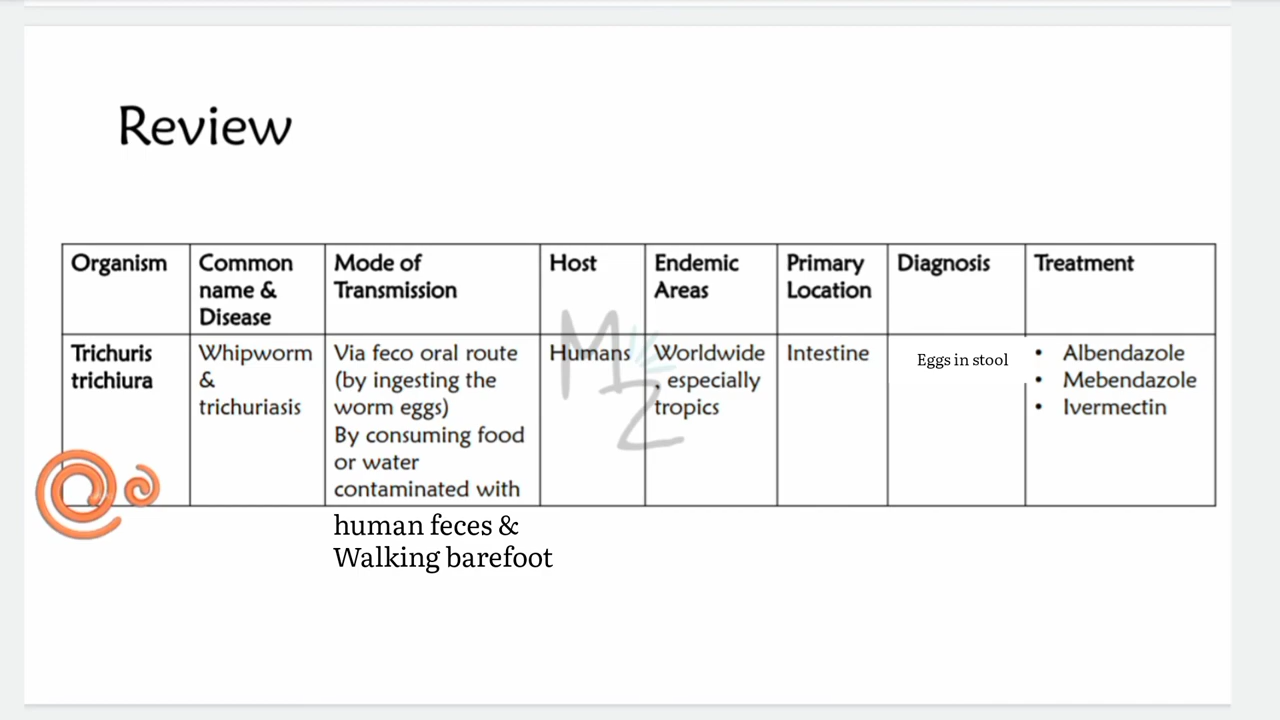 Review
Organism
Common
name &
Disease
Mode of
Transmission
Host
Endemic
Areas
Primary
Location
Diagnosis
Treatment
Trichuris
trichiura
Whipworm
&
trichuriasis
Via feco oral route
(by ingesting the
worm eggs)
By consuming food
or water
contaminated with
human feces &
Walking barefoot
Humans
Worldwide
, especially
tropics
Intestine
Eggs in stool
• Albendazole
• Mebendazole
• Ivermectin
MZ